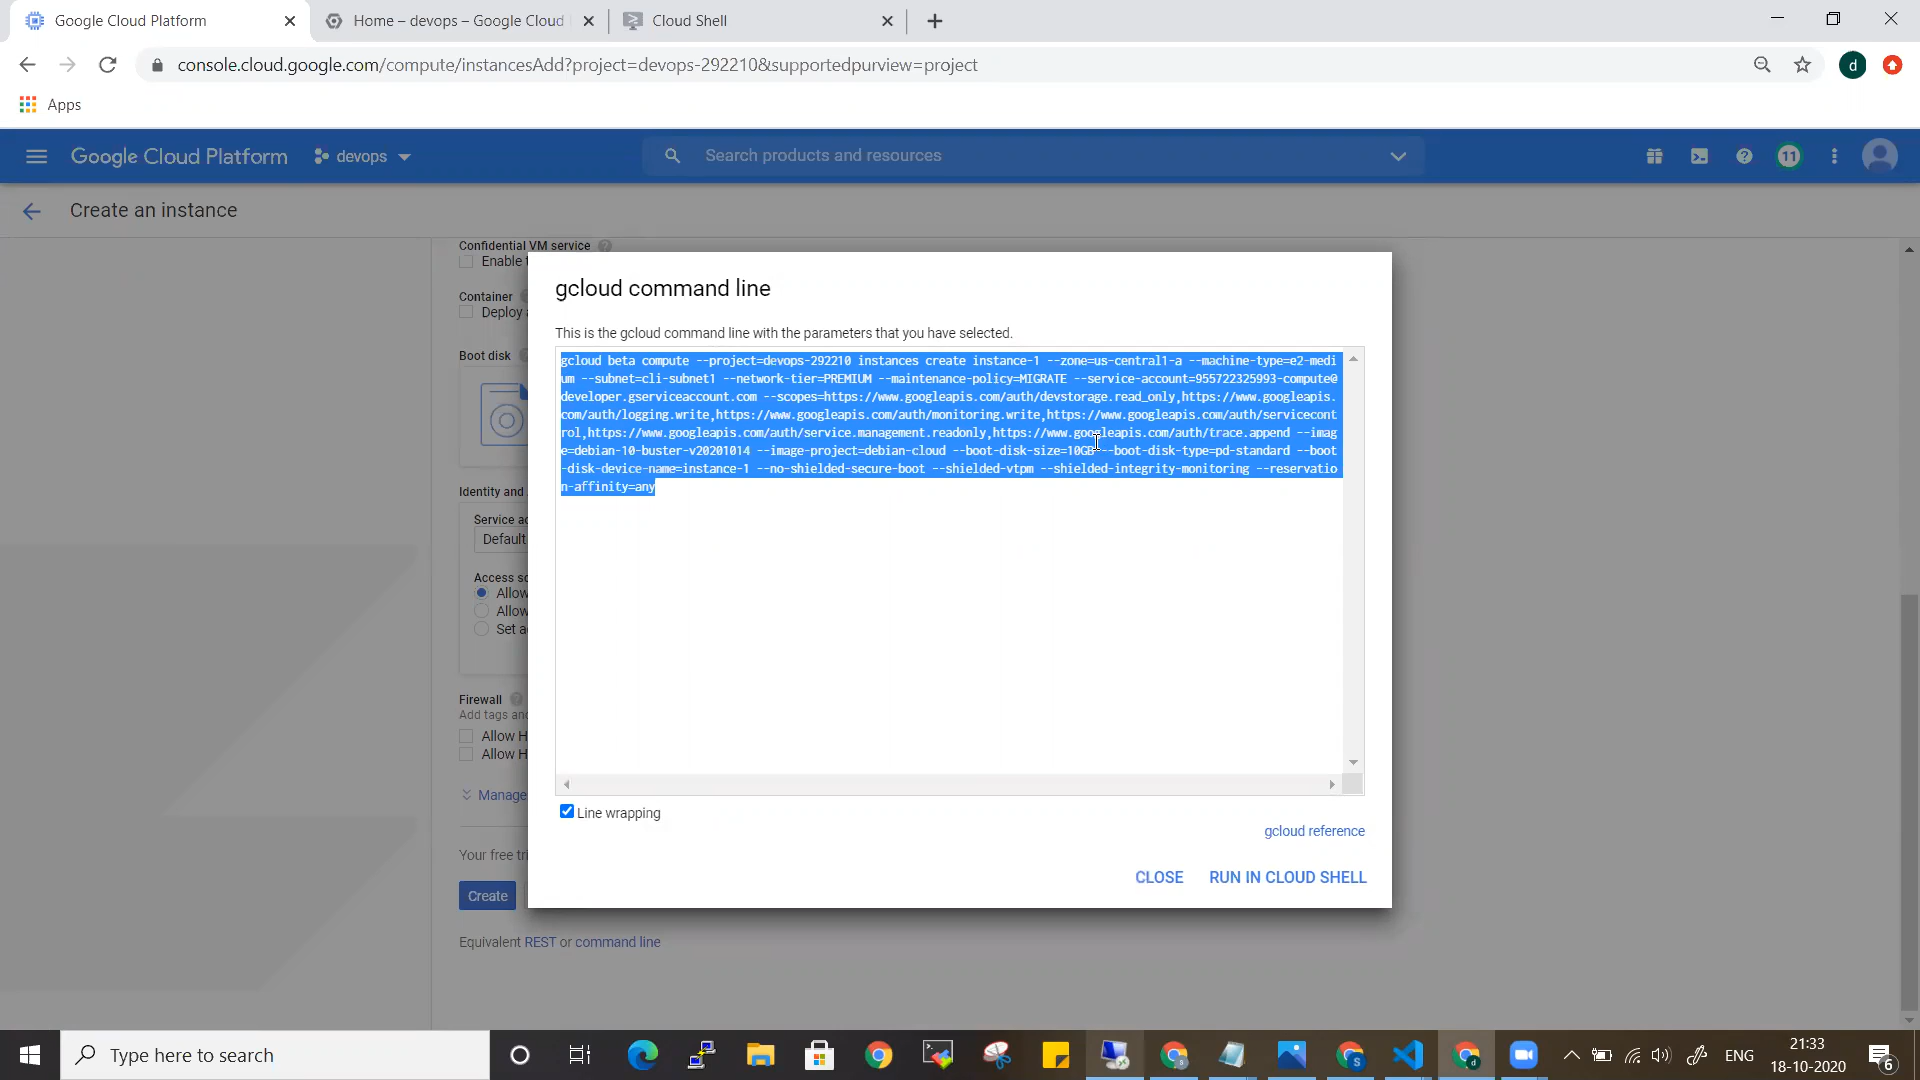 Google Cloud Platform
Home – devops – Google Cloud
Cloud Shell
console.cloud.google.com/compute/instancesAdd?project=devops-292210&supportedpurview=project
d
Apps
Google Cloud Platform
devops
Search products and resources
11
Create an instance
Confidential VM service
Enable
Container
Deploy
Boot disk
Identity and
Service
Default
Access
Allow
Allow
Set
Firewall
Add tags
Allow H
Allow H
Manage
Your free
Create
Equivalent REST or command line
gcloud command line
This is the gcloud command line with the parameters that you have selected.
gcloud beta compute --project=devops-292210 instances create instance-1 --zone=us-central1-a --machine-type=e2-medi
um --subnet=cli-subnet1 --network-tier=PREMIUM --maintenance-policy=MIGRATE --service-account=955722325993-compute@
developer.gserviceaccount.com --scopes=https://www.googleapis.com/auth/devstorage.read_only,https://www.googleapis.
com/auth/logging.write,https://www.googleapis.com/auth/monitoring.write,https://www.googleapis.com/auth/servicecont
rol,https://www.googleapis.com/auth/service.management.readonly,https://www.googleapis.com/auth/trace.append --imag
e=debian-10-buster-v20201014 --image-project=debian-cloud --boot-disk-size=10GB --boot-disk-type=pd-standard --boot
-disk-device-name=instance-1 --no-shielded-secure-boot --shielded-vtpm --shielded-integrity-monitoring --reservatio
n-affinity=any
Line wrapping
gcloud reference
CLOSE
RUN IN CLOUD SHELL
Type here to search
ENG
21:33
18-10-2020
6